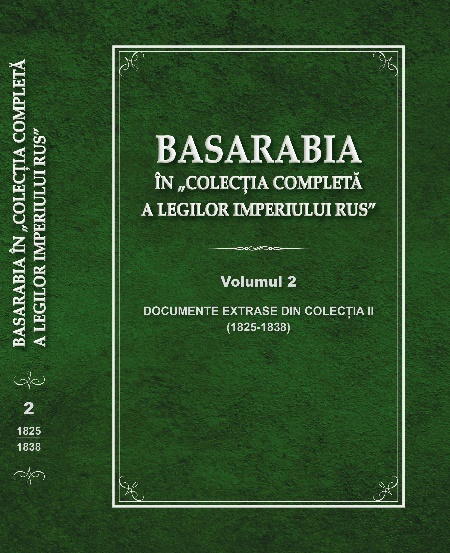 BASARABIA ÎN „COLECȚIA COMPLETĂ
A LEGILOR IMPERIULUI RUS”
2
1825
1838
BASARABIA
ÎN „COLECȚIA COMPLETĂ
A LEGILOR IMPERIULUI RUS”
Volumul 2
DOCUMENTE EXTRASE DIN COLECȚIA II
(1825-1838)